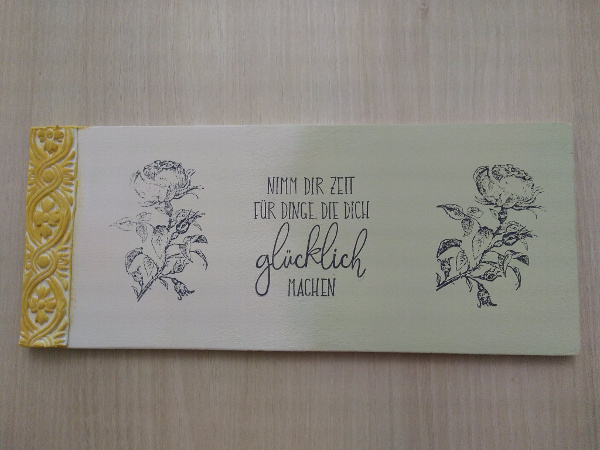 NIMM DIR ZEIT
FÜR DINGE, DIE DICH
glücklich
MACHEN